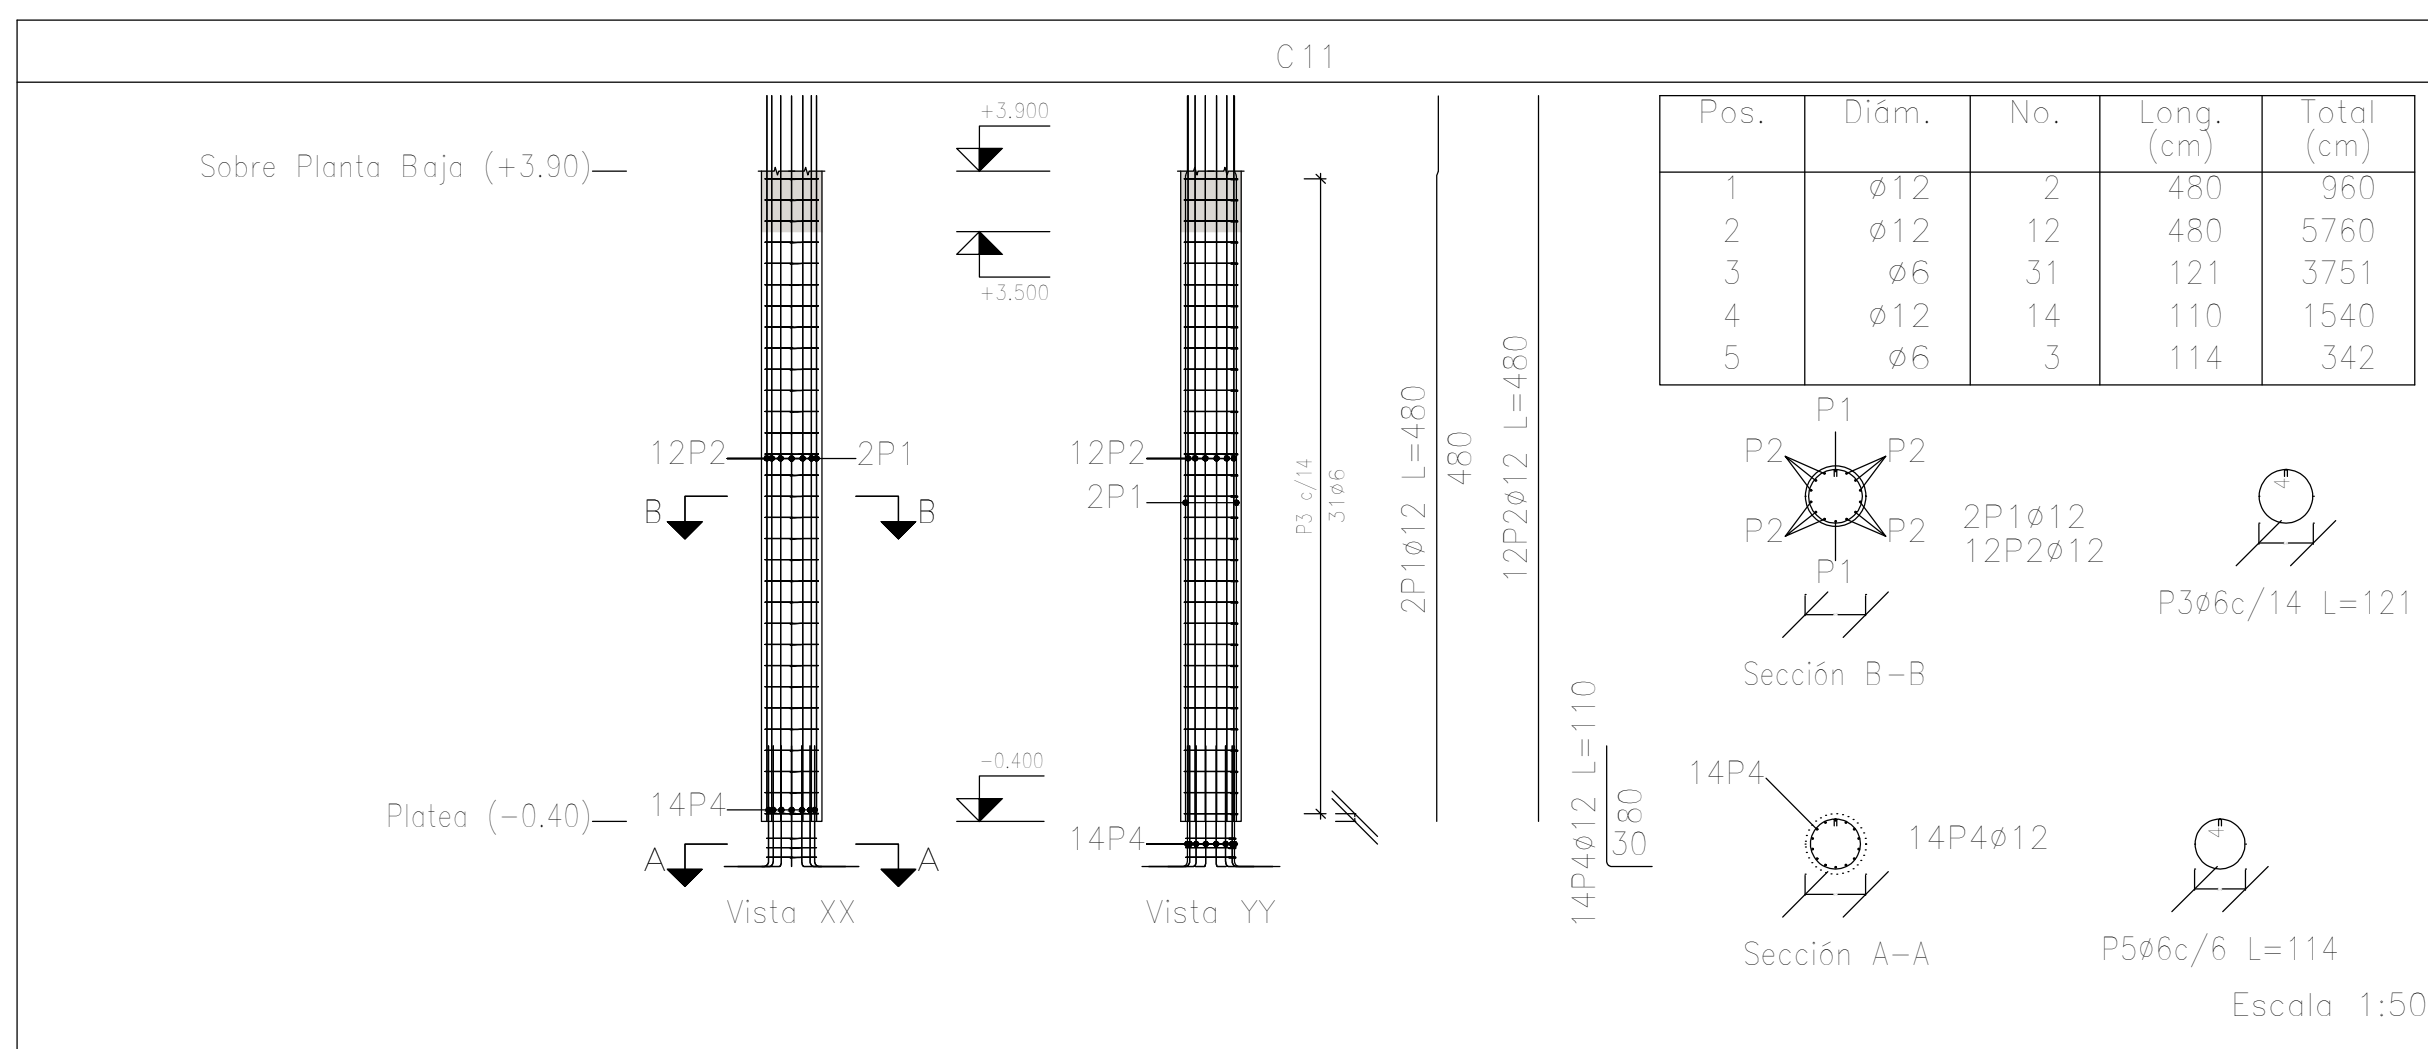 C11
Sobre Planta Baja (+3.90)
+3.900
+3.500
12P2
2P1
B
B
14P4
-0.400
Platea (-0.40)
A
A
Vista XX
12P2
2P1
14P4
Vista YY
P3 c/14
31ø6
2P1ø12 L=480
480
12P2ø12 L=480
14P4ø12 L=110
80
30
Pos. Diám. No. Long. (cm) Total (cm)
1 ø12 2 480 960
2 ø12 12 480 5760
3 ø6 31 121 3751
4 ø12 14 110 1540
5 ø6 3 114 342
P1
P2 P2
P2 P2
P1
2P1ø12
12P2ø12
Sección B-B
4
P3ø6c/14 L=121
14P4
14P4ø12
Sección A-A
4
P5ø6c/6 L=114
Escala 1:50